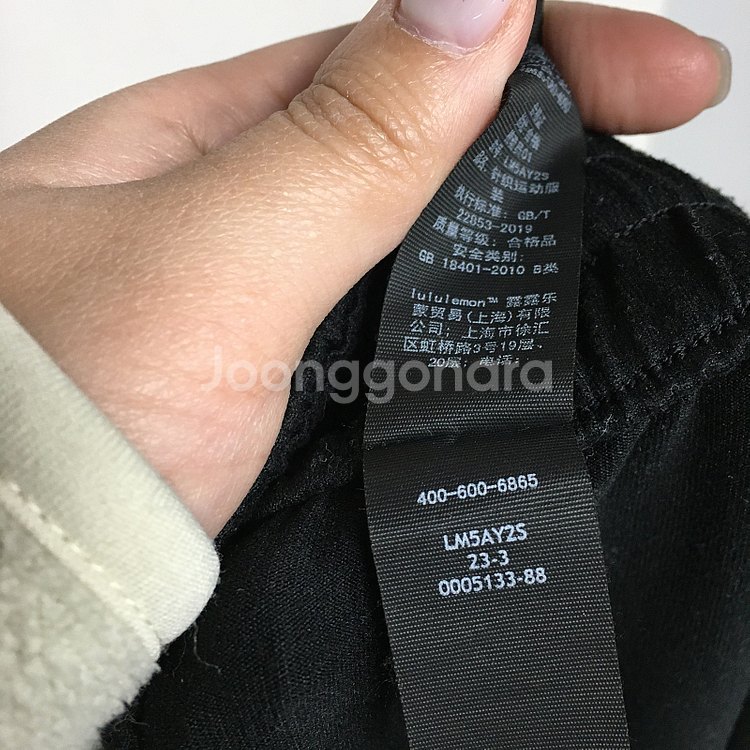 LM5AY2S
针织运动服
装
执行标准: GB/T
22853-2019
质量等级: 合格品
安全类别:
GB 18401-2010 B类
lululemon™ 露露乐
蒙贸易(上海)有限
公司; 上海市徐汇
区虹桥路3号19层、
20层; 电话:
Joonggonara
400-600-6865
LM5AY2S
23-3
0005133-88